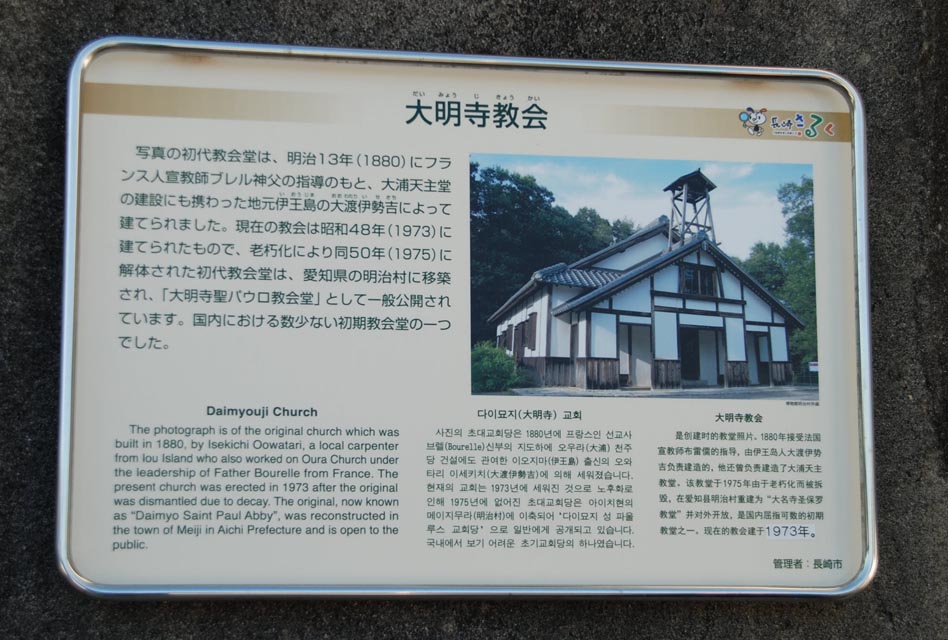 だいみょうじきょうかい
大明寺教会
長崎さるく
写真の初代教会堂は、明治13年(1880)にフラ
ンス人宣教師ブレル神父の指導のもと、大浦天主堂
の建設にも携わった地元伊王島の大渡伊勢吉によって
建てられました。現在の教会は昭和48年(1973)に
建てられたもので、老朽化により同50年(1975)に
解体された初代教会堂は、愛知県の明治村に移築
され、「大明寺聖パウロ教会堂」として一般公開され
ています。国内における数少ない初期教会堂の一つ
でした。
Daimyouji Church
The photograph is of the original church which was
built in 1880, by Isekichi Oowatari, a local carpenter
from Iou Island who also worked on Oura Church under
the leadership of Father Bourelle from France. The
present church was erected in 1973 after the original
was dismantled due to decay. The original, now known
as "Daimyo Saint Paul Abby", was reconstructed in
the town of Meiji in Aichi Prefecture and is open to the
public.
다이묘지(大明寺) 교회
사진의 초대교회당은 1880년에 프랑스인 선교사
브렐(Bourelle)신부의 지도하에 오우라(大浦) 천주
당 건설에도 관여한 이오지마(伊王島) 출신의 오와
타리 이세키치(大渡伊勢吉)에 의해 세워졌습니다.
현재의 교회는 1973년에 세워진 것으로 노후화로
인해 1975년에 없어진 초대교회당은 아이치현의
메이지무라(明治村)에 이축되어 '다이묘지 성 파울
루스 교회당' 으로 일반에게 공개되고 있습니다.
국내에서 보기 어려운 초기교회당의 하나였습니다.
大明寺教会
是创建时的教堂照片。1880年接受法国
宣教师布雷儒的指导，由伊王岛人大渡伊势
吉负责建造的，他还曾负责建造了大浦天主
教堂。该教堂于1975年由于老朽化而被拆
毁，在爱知县明治村重建为"大名寺圣保罗
教堂"并对外开放，是国内屈指可数的初期
教堂之一。现在的教会建于1973年。
管理者：長崎市